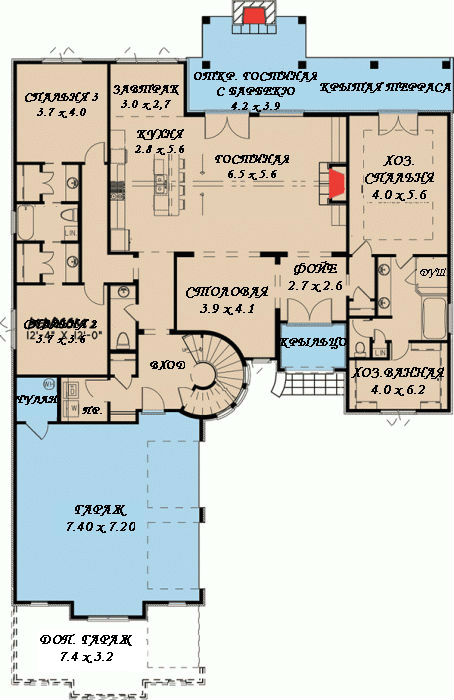 ОТКР. ГОСТИНАЯ
С БАРБЕКЮ
4.2 x 3.9
КРЫТАЯ ТЕРРАСА
СПАЛЬНЯ 3
3.7 x 4.0
ЗАВТРАК
3.0 x 2,7
КУХНЯ
2.8 x 5.6
ГОСТИНАЯ
6.5 x 5.6
ХОЗ.
СПАЛЬНЯ
4.0 x 5.6
ФОЙЕ
2.7 x 2.6
ДУШ
LIN
СТОЛОВАЯ
3.9 x 4.1
СПАЛЬНЯ 2
3.7 x 3.6
12'-4" X 12'-0"
КРЫЛЬЦО
LIN
ВХОД
ХОЗ.ВАННАЯ
4.0 x 6.2
WH
ЧУЛАН
D
W
ПР.
ГАРАЖ
7.40 x 7.20
ДОП. ГАРАЖ
7.4 x 3.2